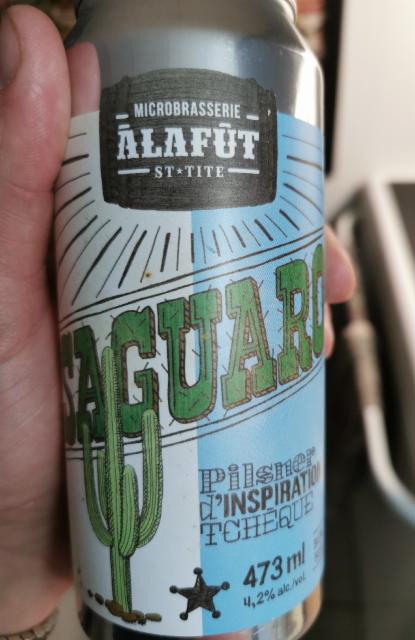 MICROBRASSERIE
ÀLAFÛT
ST★TITE
SAGUARO
Pilsner
d'INSPIRATION
TCHÈQUE
473 ml
4,2% alc./vol.